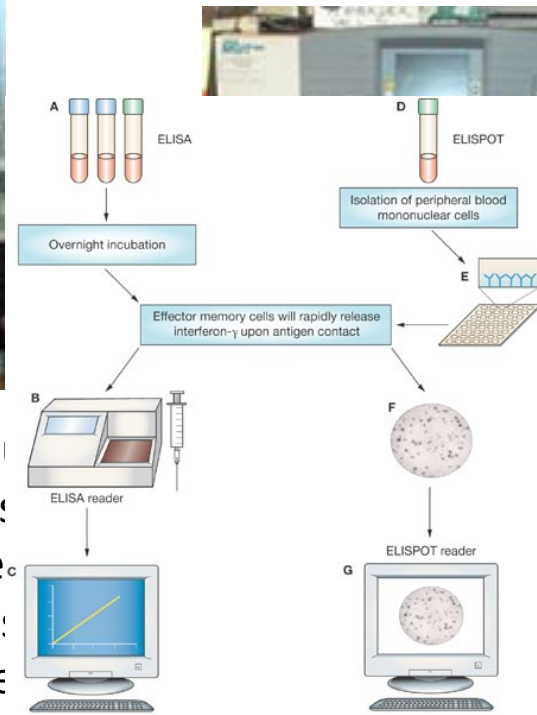 A
ELISA
D
ELISPOT
Isolation of peripheral blood
mononuclear cells
Overnight incubation
E
Effector memory cells will rapidly release
interferon-γ upon antigen contact
B
ELISA reader
F
C
ELISPOT reader
G